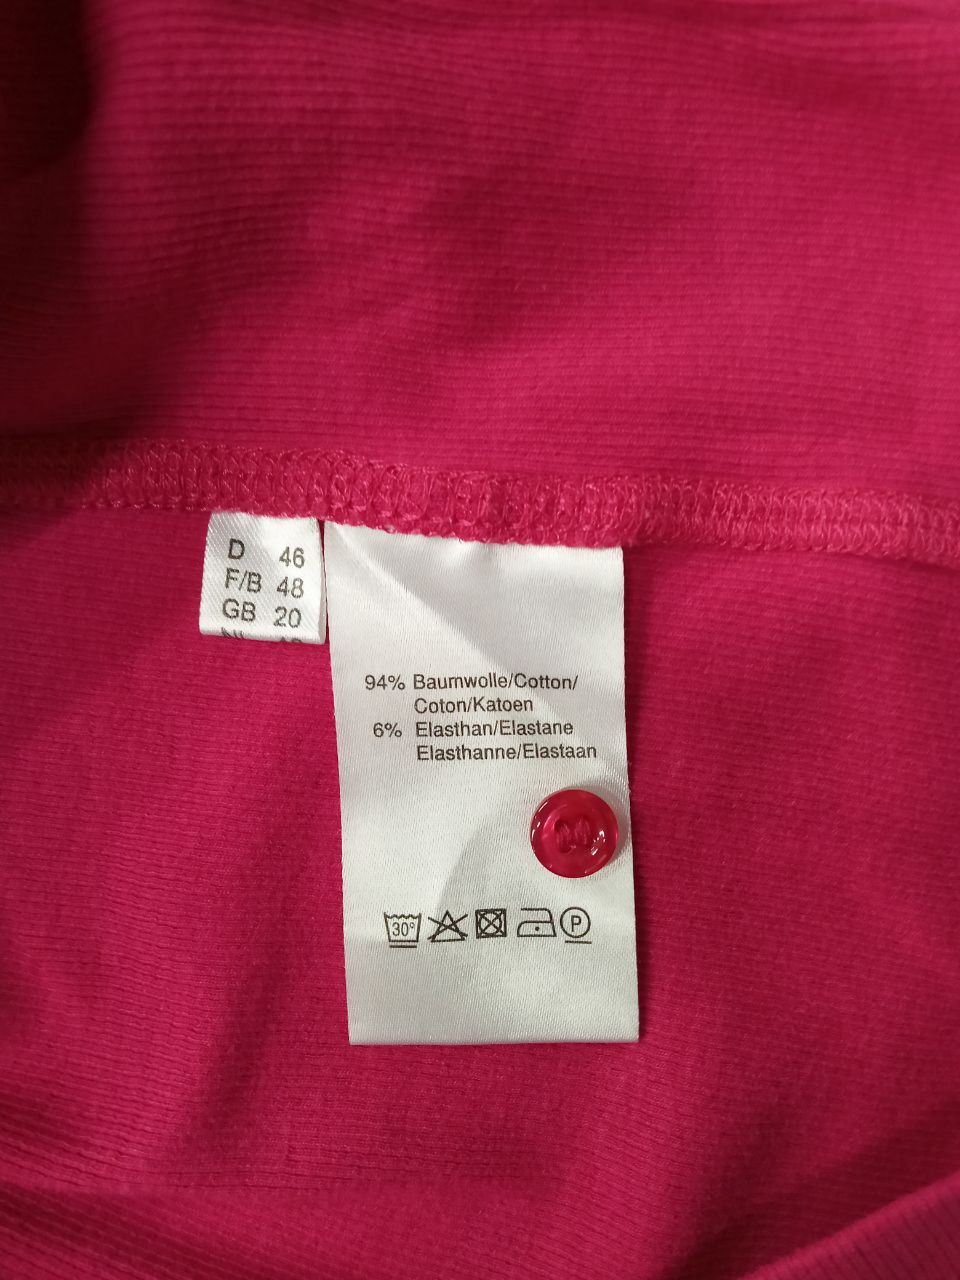 D 46
F/B 48
GB 20
94% Baumwolle/Cotton/
Coton/Katoen
6% Elasthan/Elastane
Elasthanne/Elastaan
30°
P